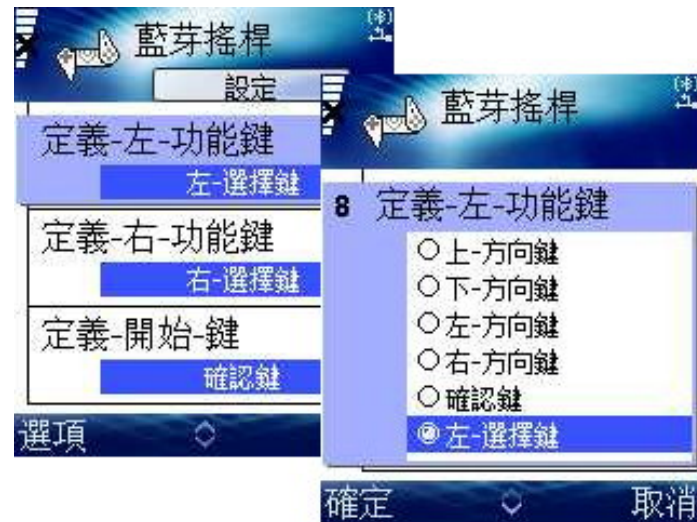 藍芽搖桿
設定
定義-左-功能鍵
左-選擇鍵
定義-右-功能鍵
右-選擇鍵
定義-開始-鍵
確認鍵
選項
藍芽搖桿
8 定義-左-功能鍵
上-方向鍵
下-方向鍵
左-方向鍵
右-方向鍵
確認鍵
左-選擇鍵
確定 取消